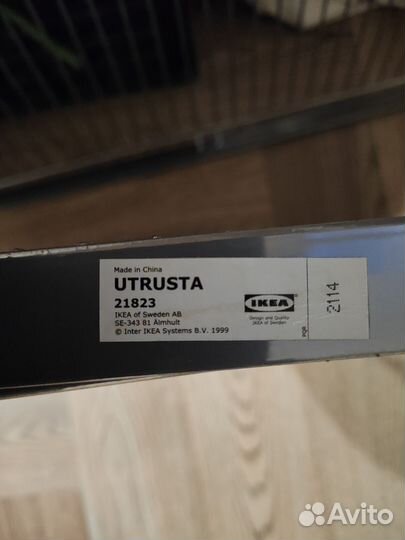 Made in China
UTRUSTA
21823
IKEA of Sweden AB
SE-343 81 Älmhult
© Inter IKEA Systems B.V. 1999
IKEA
Design and Quality
IKEA of Sweden
PQR
2114
Avito